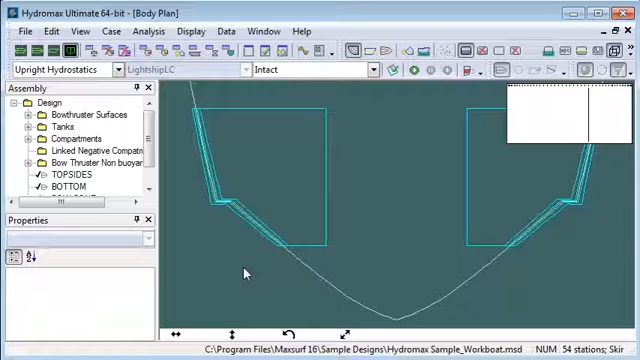 Hydromax Ultimate 64-bit - [Body Plan]
File Edit View Case Analysis Display Data Window Help
Upright Hydrostatics LightshipLC Intact
Assembly
Design
Bowthruster Surfaces
Tanks
Compartments
Linked Negative Compartm
Bow Thruster Non buoyar
TOPSIDES
BOTTOM
Properties
C:\Program Files\Maxsurf 16\Sample Designs\Hydromax Sample_Workboat.msd NUM 54 stations; Skin